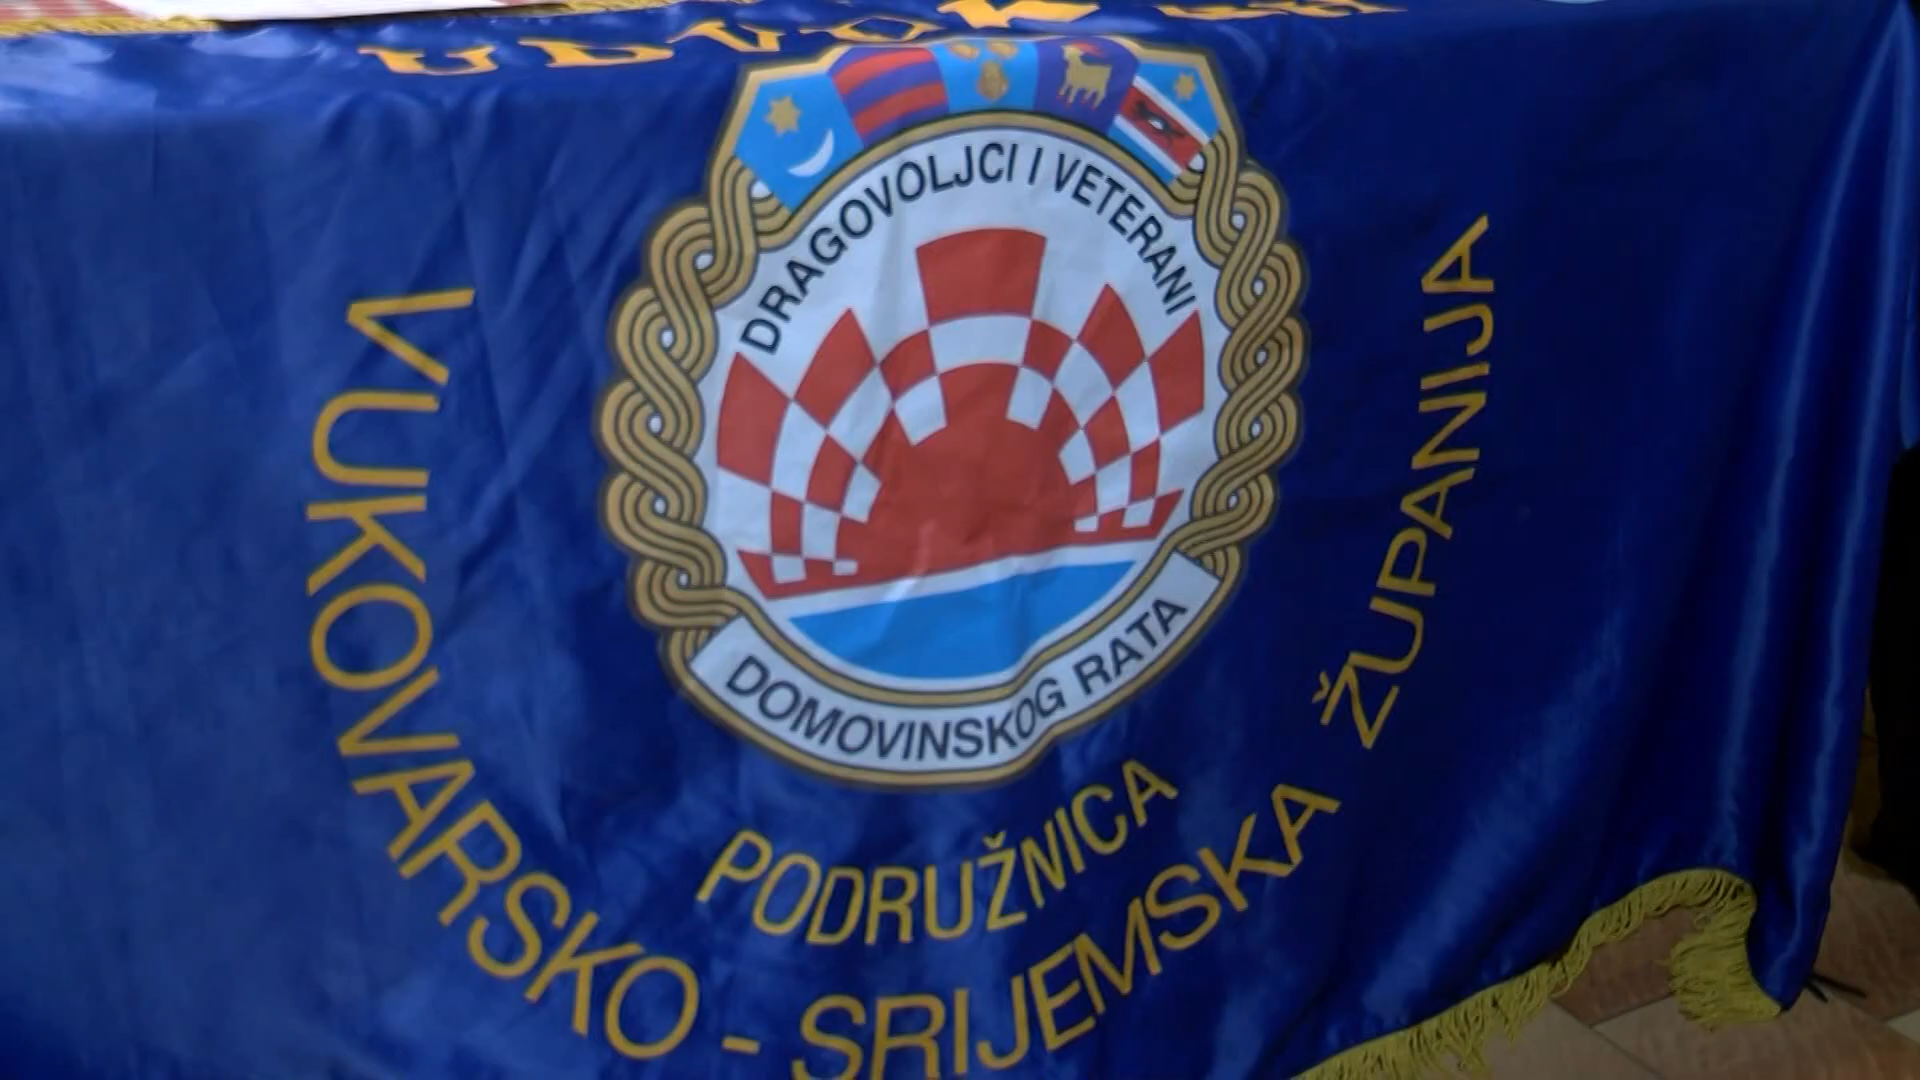 DRAGOVOLJCI I VETERANI
DOMOVINSKOG RATA
PODRUŽNICA
VUKOVARSKO - SRIJEMSKA ŽUPANIJA